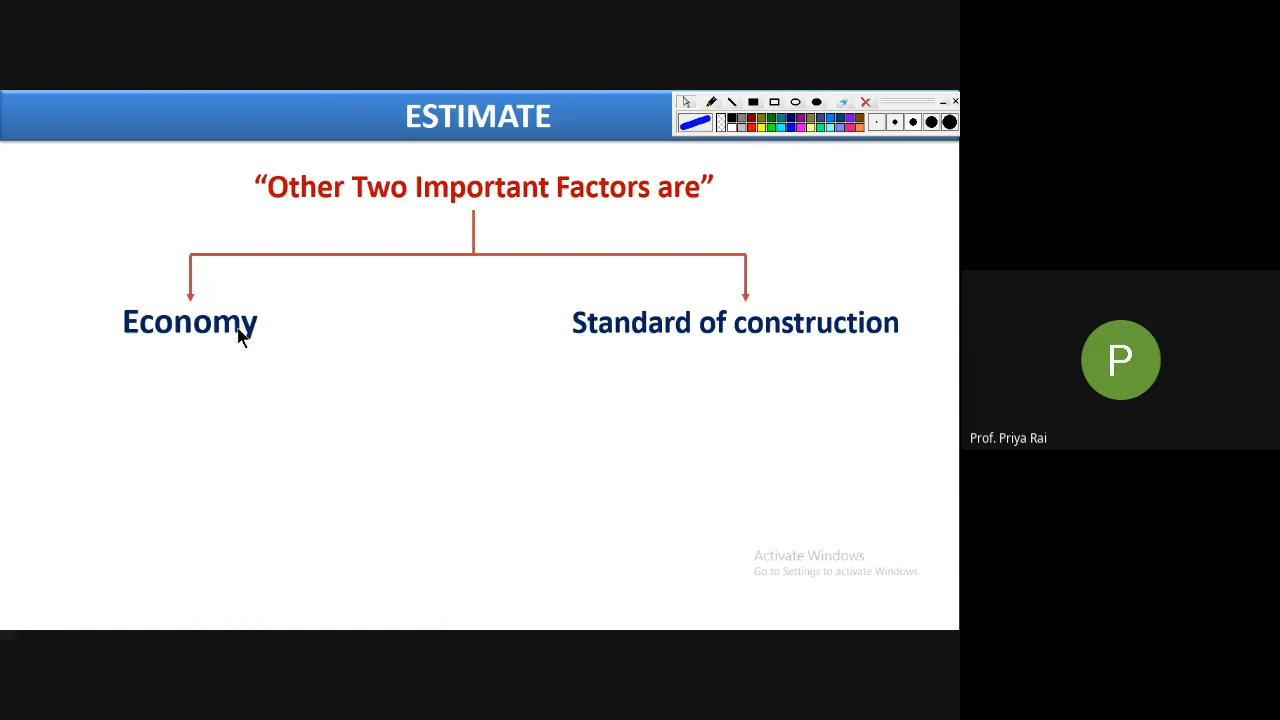 ESTIMATE
“Other Two Important Factors are”
Economy
Standard of construction
Activate Windows
Go to Settings to activate Windows.
P
Prof. Priya Rai